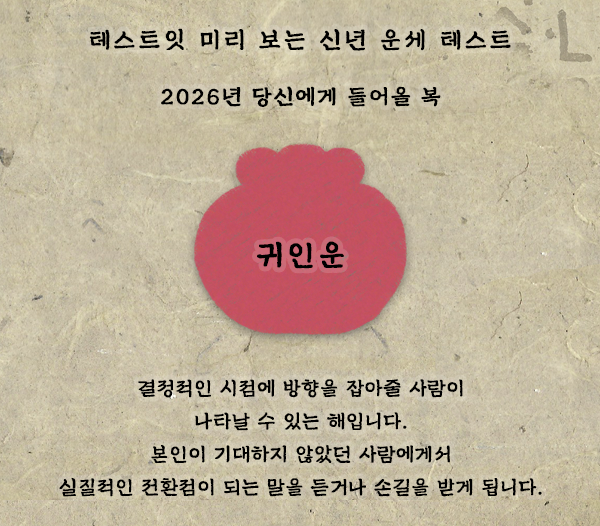 테스트잇 미리 보는 신년 운세 테스트
2026년 당신에게 들어올 복
귀인운
결정적인 시점에 방향을 잡아줄 사람이
나타날 수 있는 해입니다.
본인이 기대하지 않았던 사람에게서
실질적인 전환점이 되는 말을 듣거나 손길을 받게 됩니다.